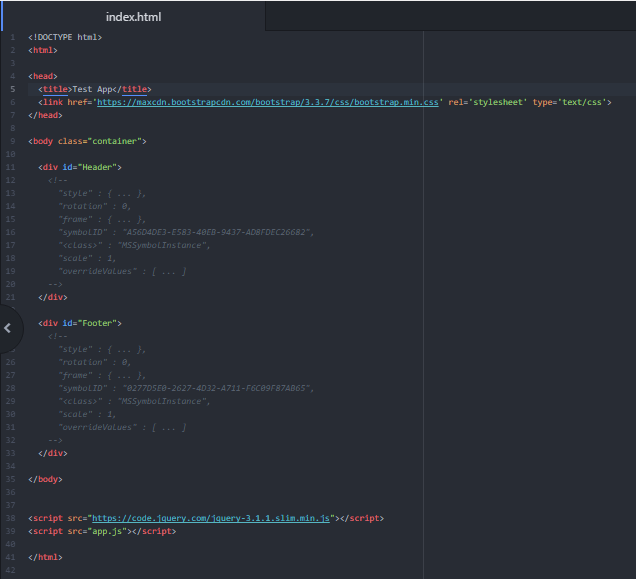 index.html
1 <!DOCTYPE html>
2 <html>
3
4 <head>
5 <title>Test App</title>
6 <link href='https://maxcdn.bootstrapcdn.com/bootstrap/3.3.7/css/bootstrap.min.css' rel='stylesheet' type='text/css'>
7 </head>
8
9 <body class="container">
10
11 <div id="Header">
12 <!--
13 "style" : { ... },
14 "rotation" : 0,
15 "frame" : { ... },
16 "symbolID" : "A56D4DE3-E583-40EB-9437-AD8FDEC26682",
17 "<class>" : "MSSymbolInstance",
18 "scale" : 1,
19 "overrideValues" : [ ... ]
20 -->
21 </div>
22
23 <div id="Footer">
<!--
"style" : { ... },
26 "rotation" : 0,
27 "frame" : { ... },
28 "symbolID" : "0277D5E0-2627-4D32-A711-F6C09F87AB65",
29 "<class>" : "MSSymbolInstance",
30 "scale" : 1,
31 "overrideValues" : [ ... ]
32 -->
33 </div>
34
35 </body>
36
37
38 <script src="https://code.jquery.com/jquery-3.1.1.slim.min.js"></script>
39 <script src="app.js"></script>
40
41 </html>
42